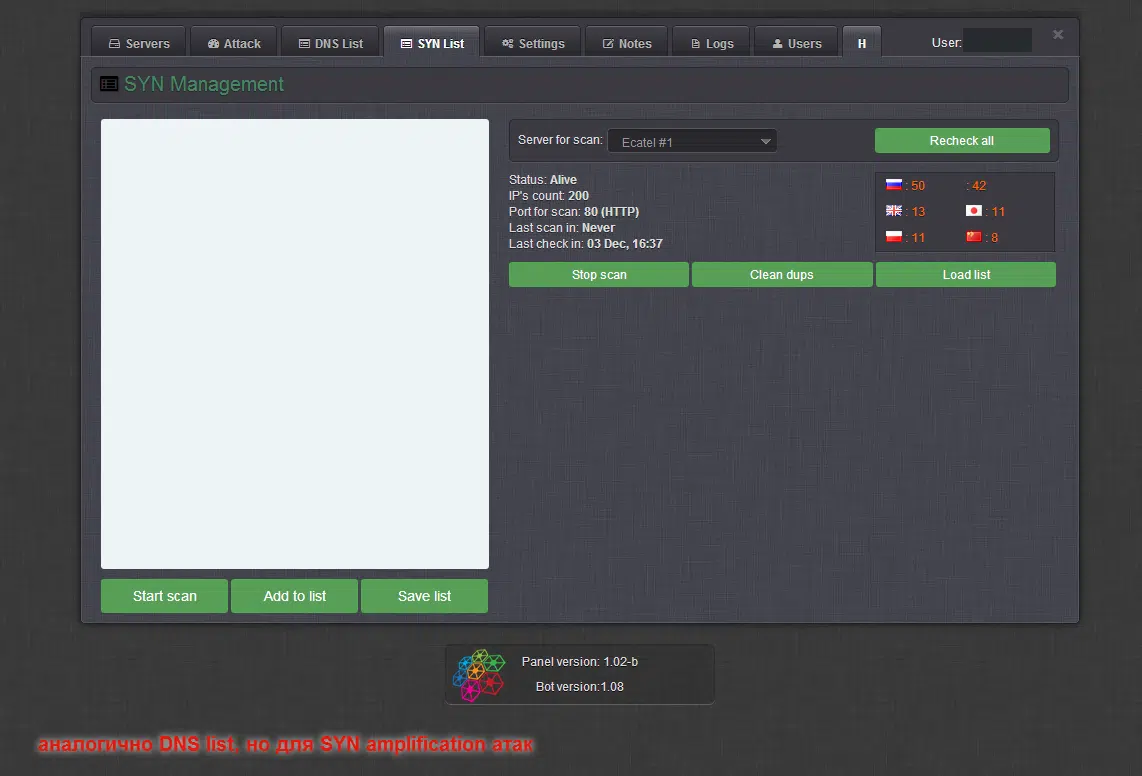 Servers Attack DNS List SYN List Settings Notes Logs Users H User:
SYN Management
Server for scan: Ecatel #1 Recheck all
Status: Alive
IP's count: 200
Port for scan: 80 (HTTP)
Last scan in: Never
Last check in: 03 Dec, 16:37
: 50 : 42
: 13 : 11
: 11 : 8
Stop scan Clean dups Load list
Start scan Add to list Save list
Panel version: 1.02-b
Bot version:1.08
аналогично DNS list, но для SYN amplification атак